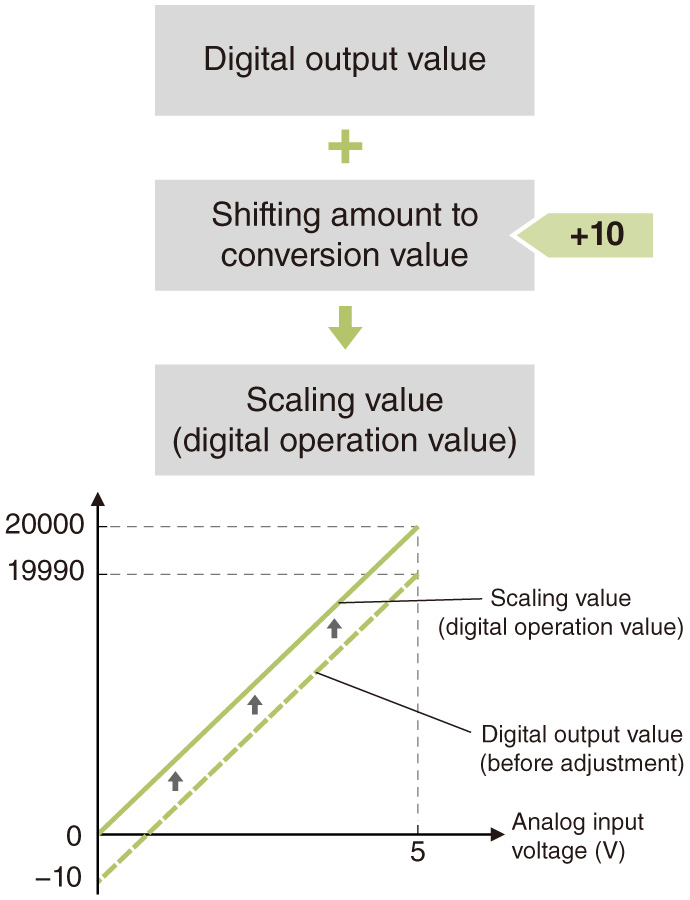 Digital output value
+
Shifting amount to
conversion value
+10
Scaling value
(digital operation value)
20000
19990
Scaling value
(digital operation value)
Digital output value
(before adjustment)
0
−10
5
Analog input
voltage (V)